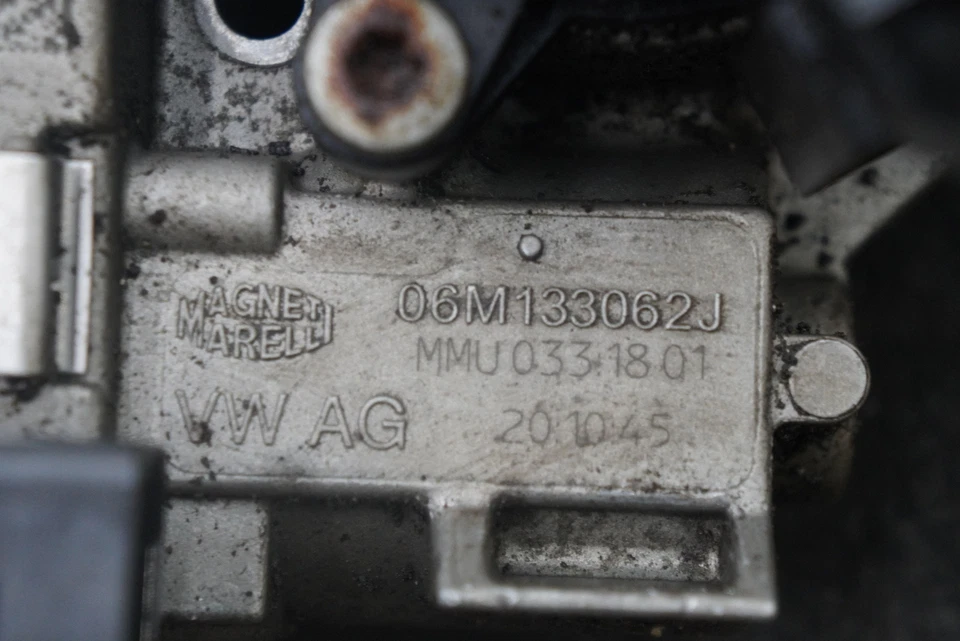 MAGNETI
MARELLI
06M133062J
MMU 033 18 01
VW AG
20 10 45